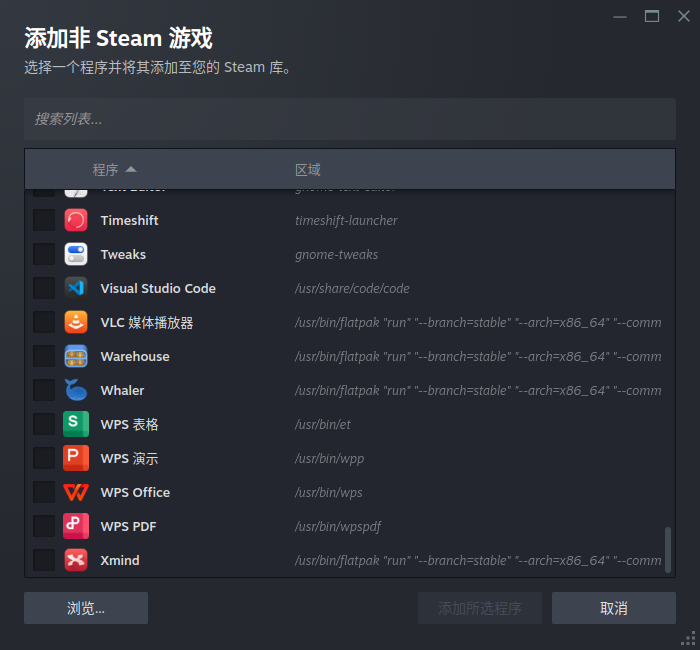 添加非 Steam 游戏
选择一个程序并将其添加至您的 Steam 库。
搜索列表...
程序 区域
Text Editor gnome-text-editor
Timeshift timeshift-launcher
Tweaks gnome-tweaks
Visual Studio Code /usr/share/code/code
VLC 媒体播放器 /usr/bin/flatpak "run" "--branch=stable" "--arch=x86_64" "--comm
Warehouse /usr/bin/flatpak "run" "--branch=stable" "--arch=x86_64" "--comm
Whaler /usr/bin/flatpak "run" "--branch=stable" "--arch=x86_64" "--comm
WPS 表格 /usr/bin/et
WPS 演示 /usr/bin/wpp
WPS Office /usr/bin/wps
WPS PDF /usr/bin/wpspdf
Xmind /usr/bin/flatpak "run" "--branch=stable" "--arch=x86_64" "--comm
浏览... 添加所选程序 取消